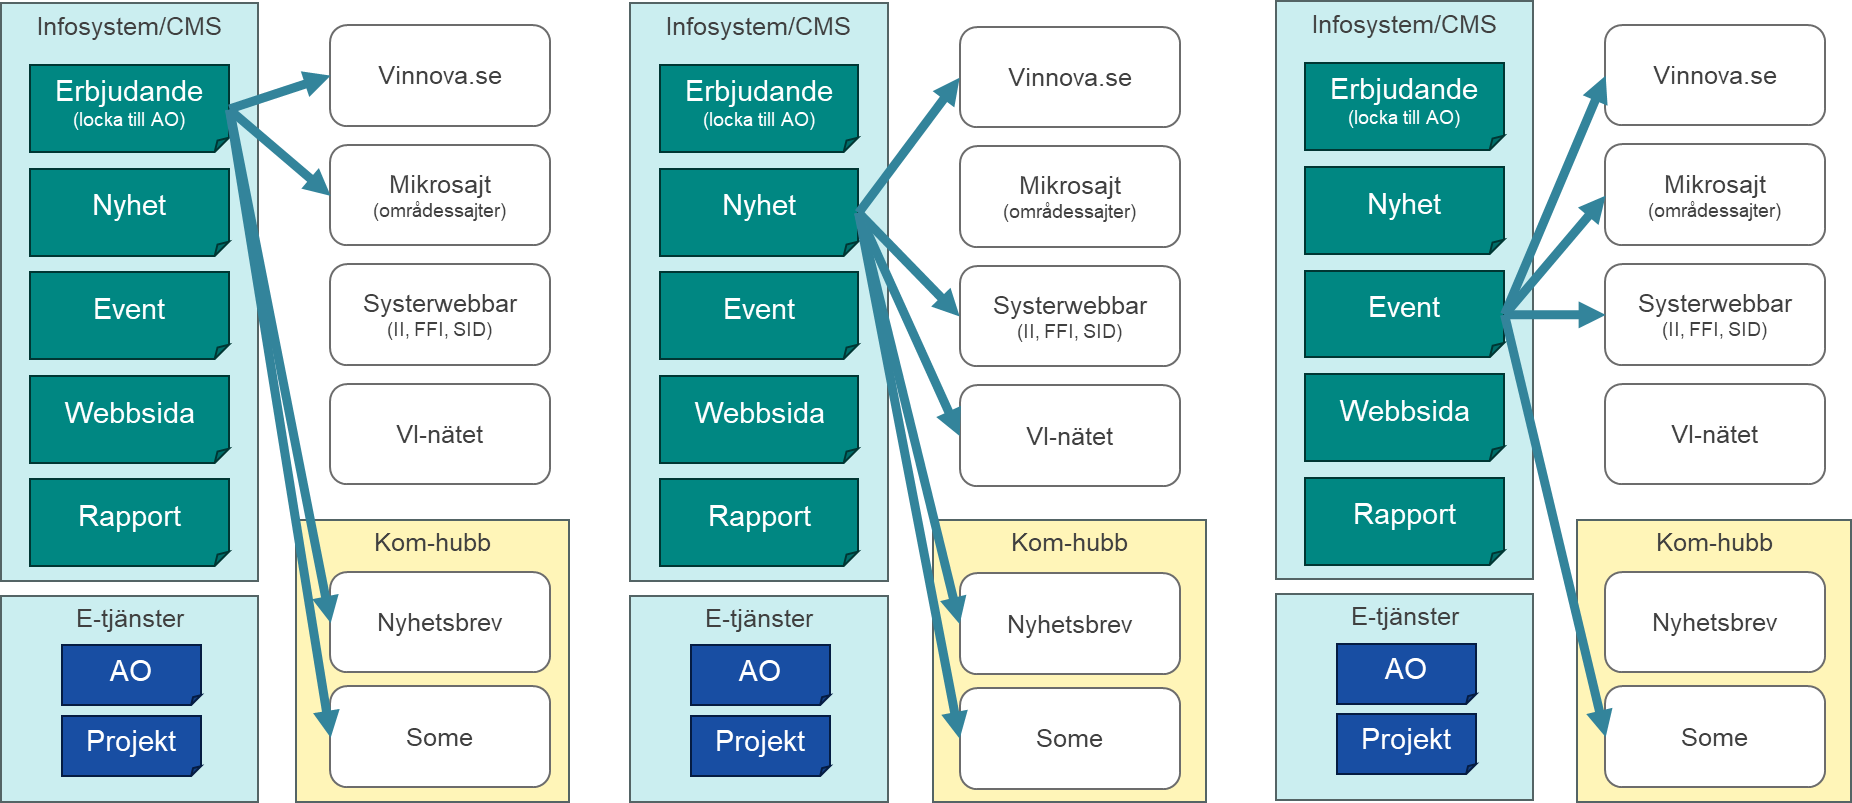 Infosystem/CMS
Erbjudande
(locka till AO)
Nyhet
Event
Webbsida
Rapport
E-tjänster
AO
Projekt
Vinnova.se
Mikrosajt
(områdessajter)
Systerwebbar
(II, FFI, SID)
VI-nätet
Kom-hubb
Nyhetsbrev
Some
Infosystem/CMS
Erbjudande
(locka till AO)
Nyhet
Event
Webbsida
Rapport
E-tjänster
AO
Projekt
Vinnova.se
Mikrosajt
(områdessajter)
Systerwebbar
(II, FFI, SID)
VI-nätet
Kom-hubb
Nyhetsbrev
Some
Infosystem/CMS
Erbjudande
(locka till AO)
Nyhet
Event
Webbsida
Rapport
E-tjänster
AO
Projekt
Vinnova.se
Mikrosajt
(områdessajter)
Systerwebbar
(II, FFI, SID)
VI-nätet
Kom-hubb
Nyhetsbrev
Some